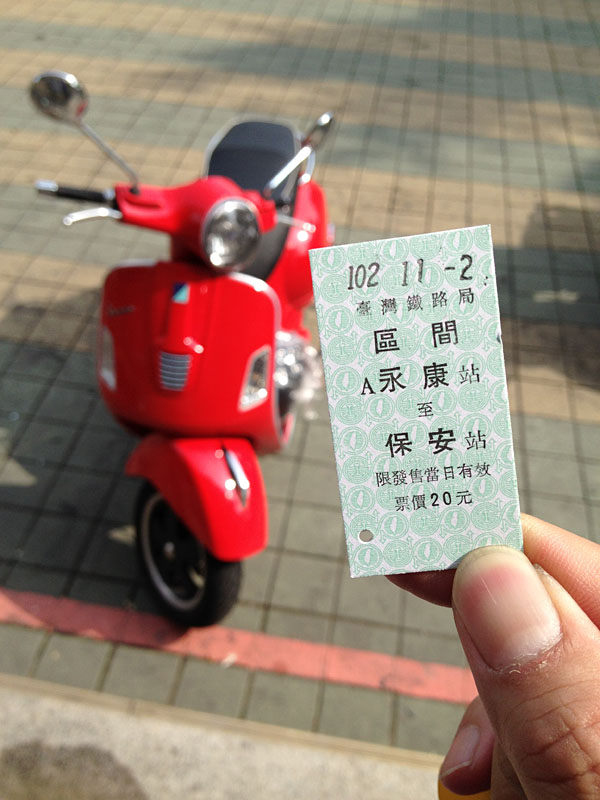 102 11 -2
臺灣鐵路局
區間
A永康站
至
保安站
限發售當日有效
票價20元